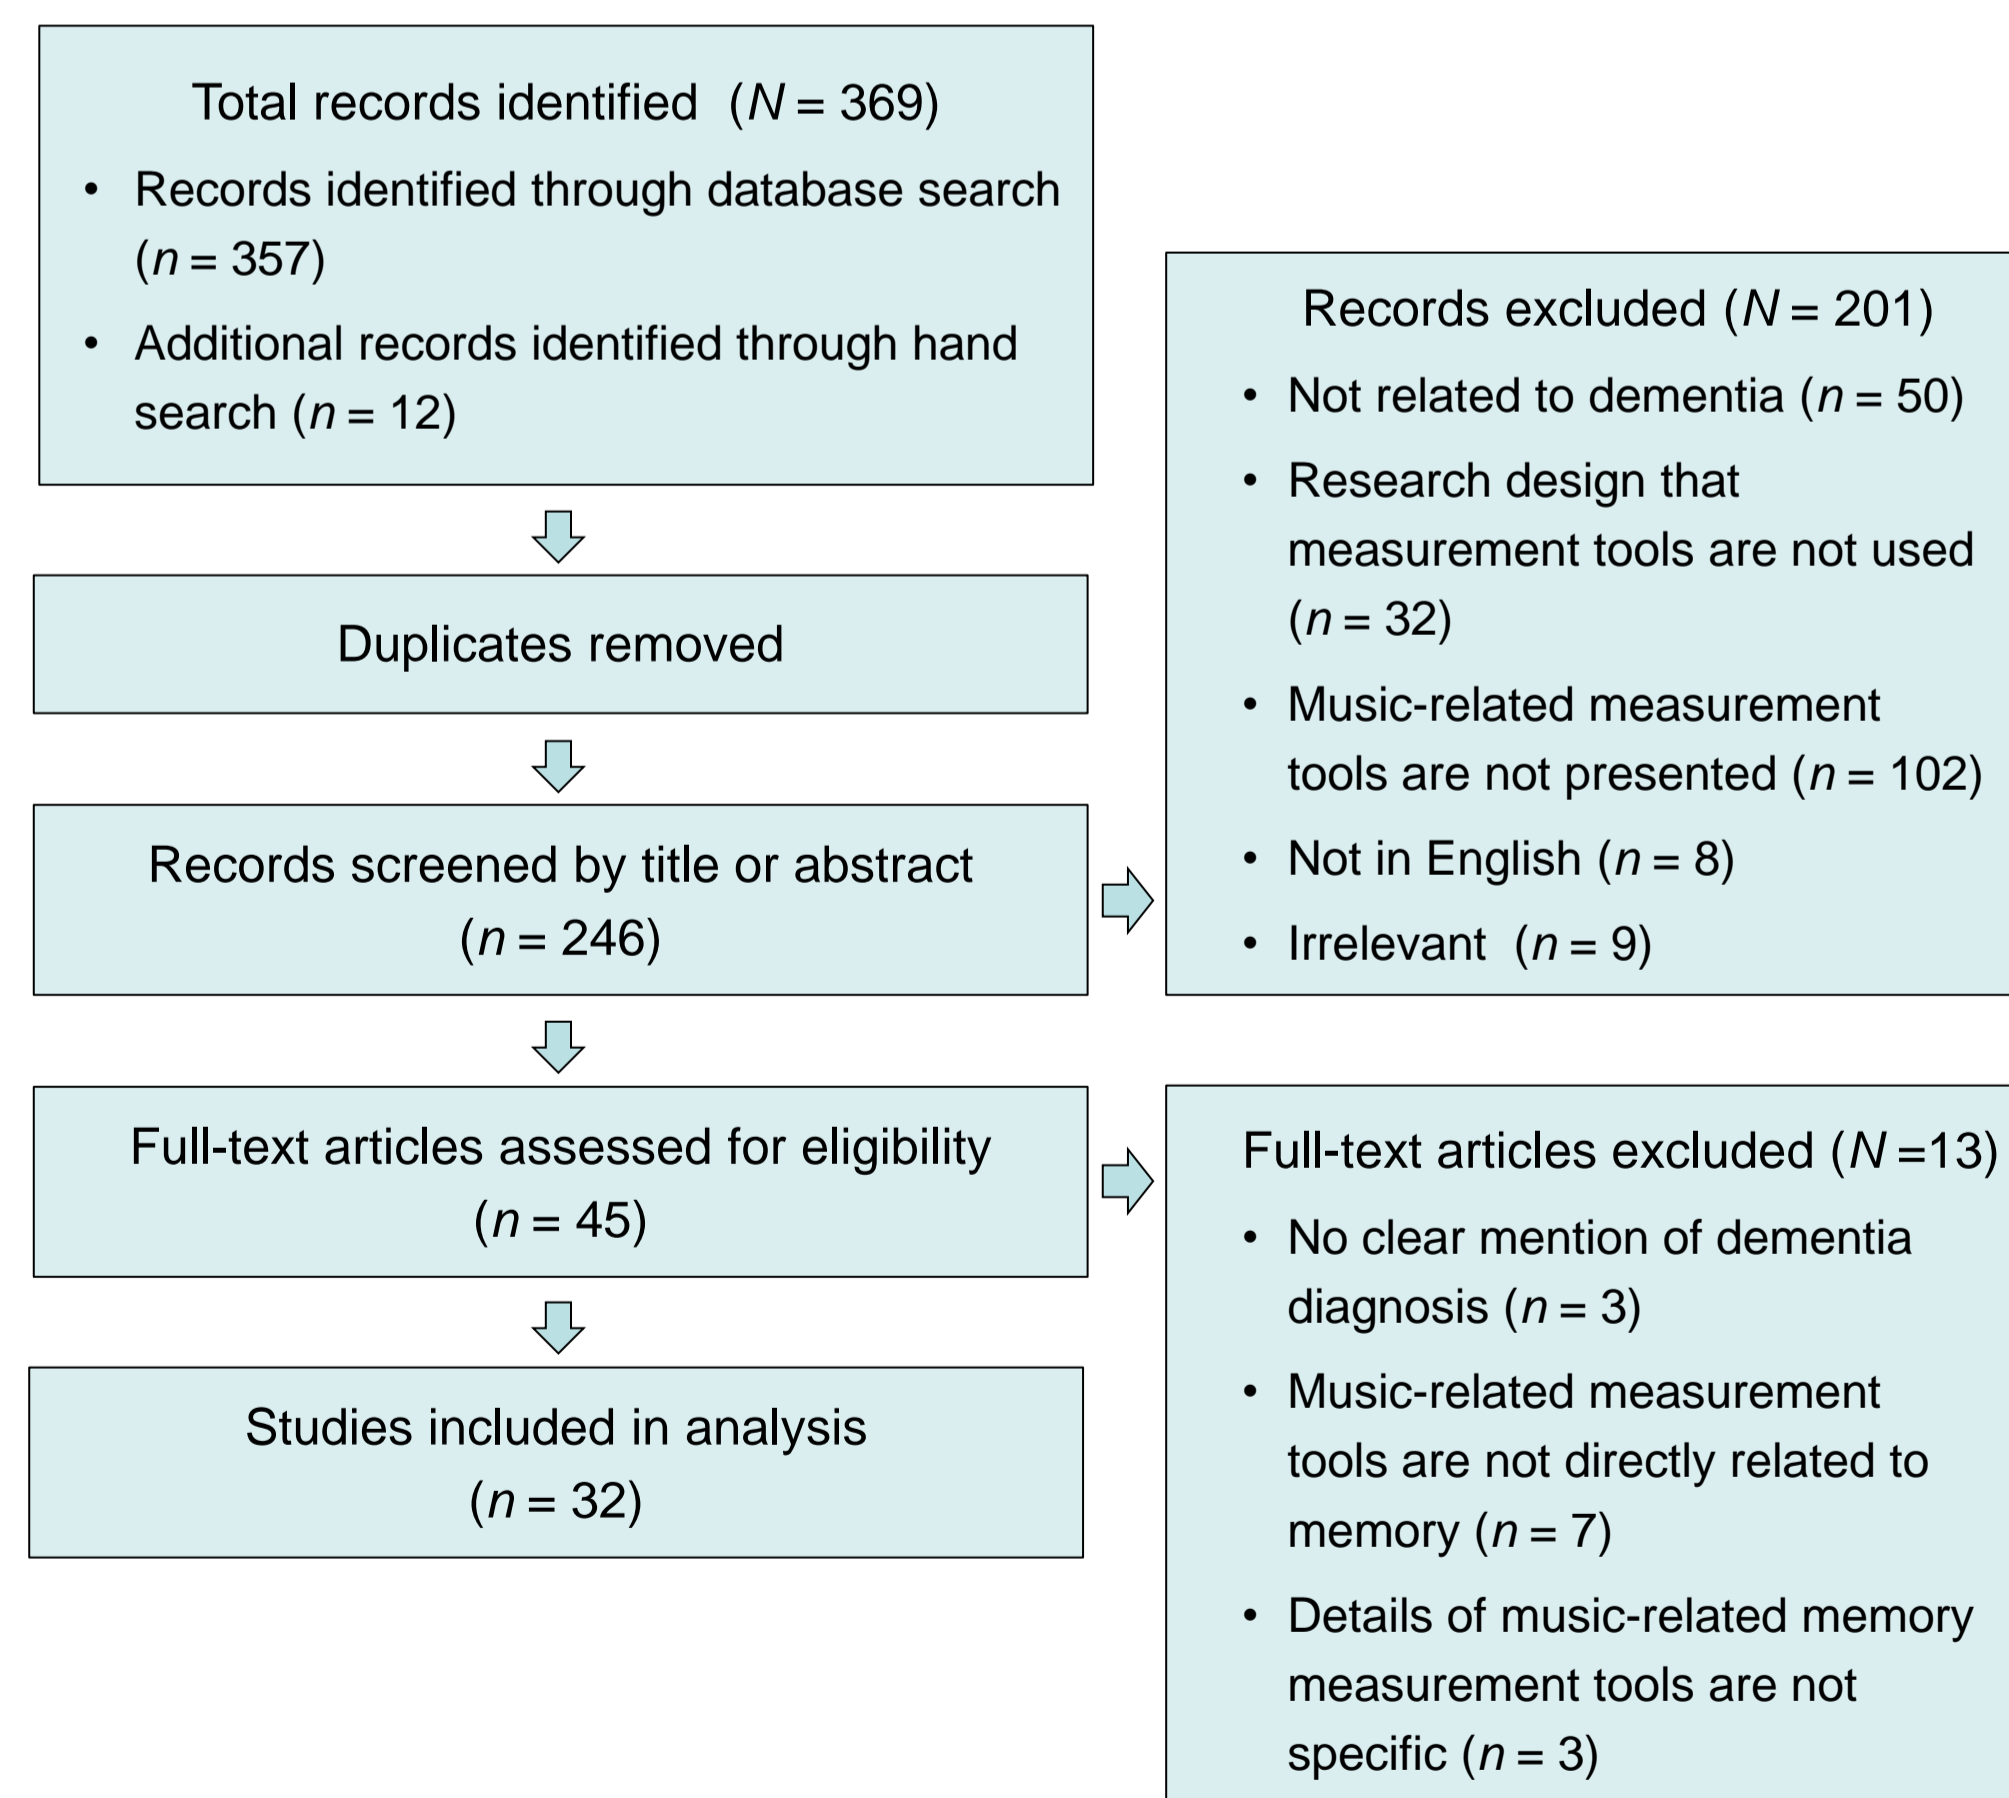 Total records identified  (N = 369)
• Records identified through database search
(n = 357)
• Additional records identified through hand
search (n = 12)
Duplicates removed
Records screened by title or abstract
(n = 246)
Records excluded (N = 201)
• Not related to dementia (n = 50)
• Research design that
measurement tools are not used
(n = 32)
• Music-related measurement
tools are not presented (n = 102)
• Not in English (n = 8)
• Irrelevant  (n = 9)
Full-text articles assessed for eligibility
(n = 45)
Full-text articles excluded (N =13)
• No clear mention of dementia
diagnosis (n = 3)
• Music-related measurement
tools are not directly related to
memory (n = 7)
• Details of music-related memory
measurement tools are not
specific (n = 3)
Studies included in analysis
(n = 32)